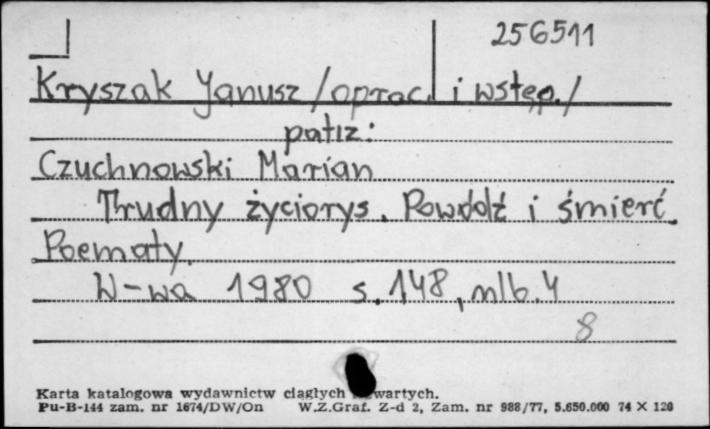 256511
Kryszak Janusz /oprac. i wstęp./
patrz:
Czuchnowski Marian
Trudny życiorys. Powódź i śmierć.
Poematy.
W-wa 1980 s. 148, nlb. 4
8
Karta katalogowa wydawnictw ciągłych wartych.
Pu-B-144 zam. nr 1674/DW/On W.Z.Graf. Z-d 2, Zam. nr 988/77, 5.650.000 74 X 120